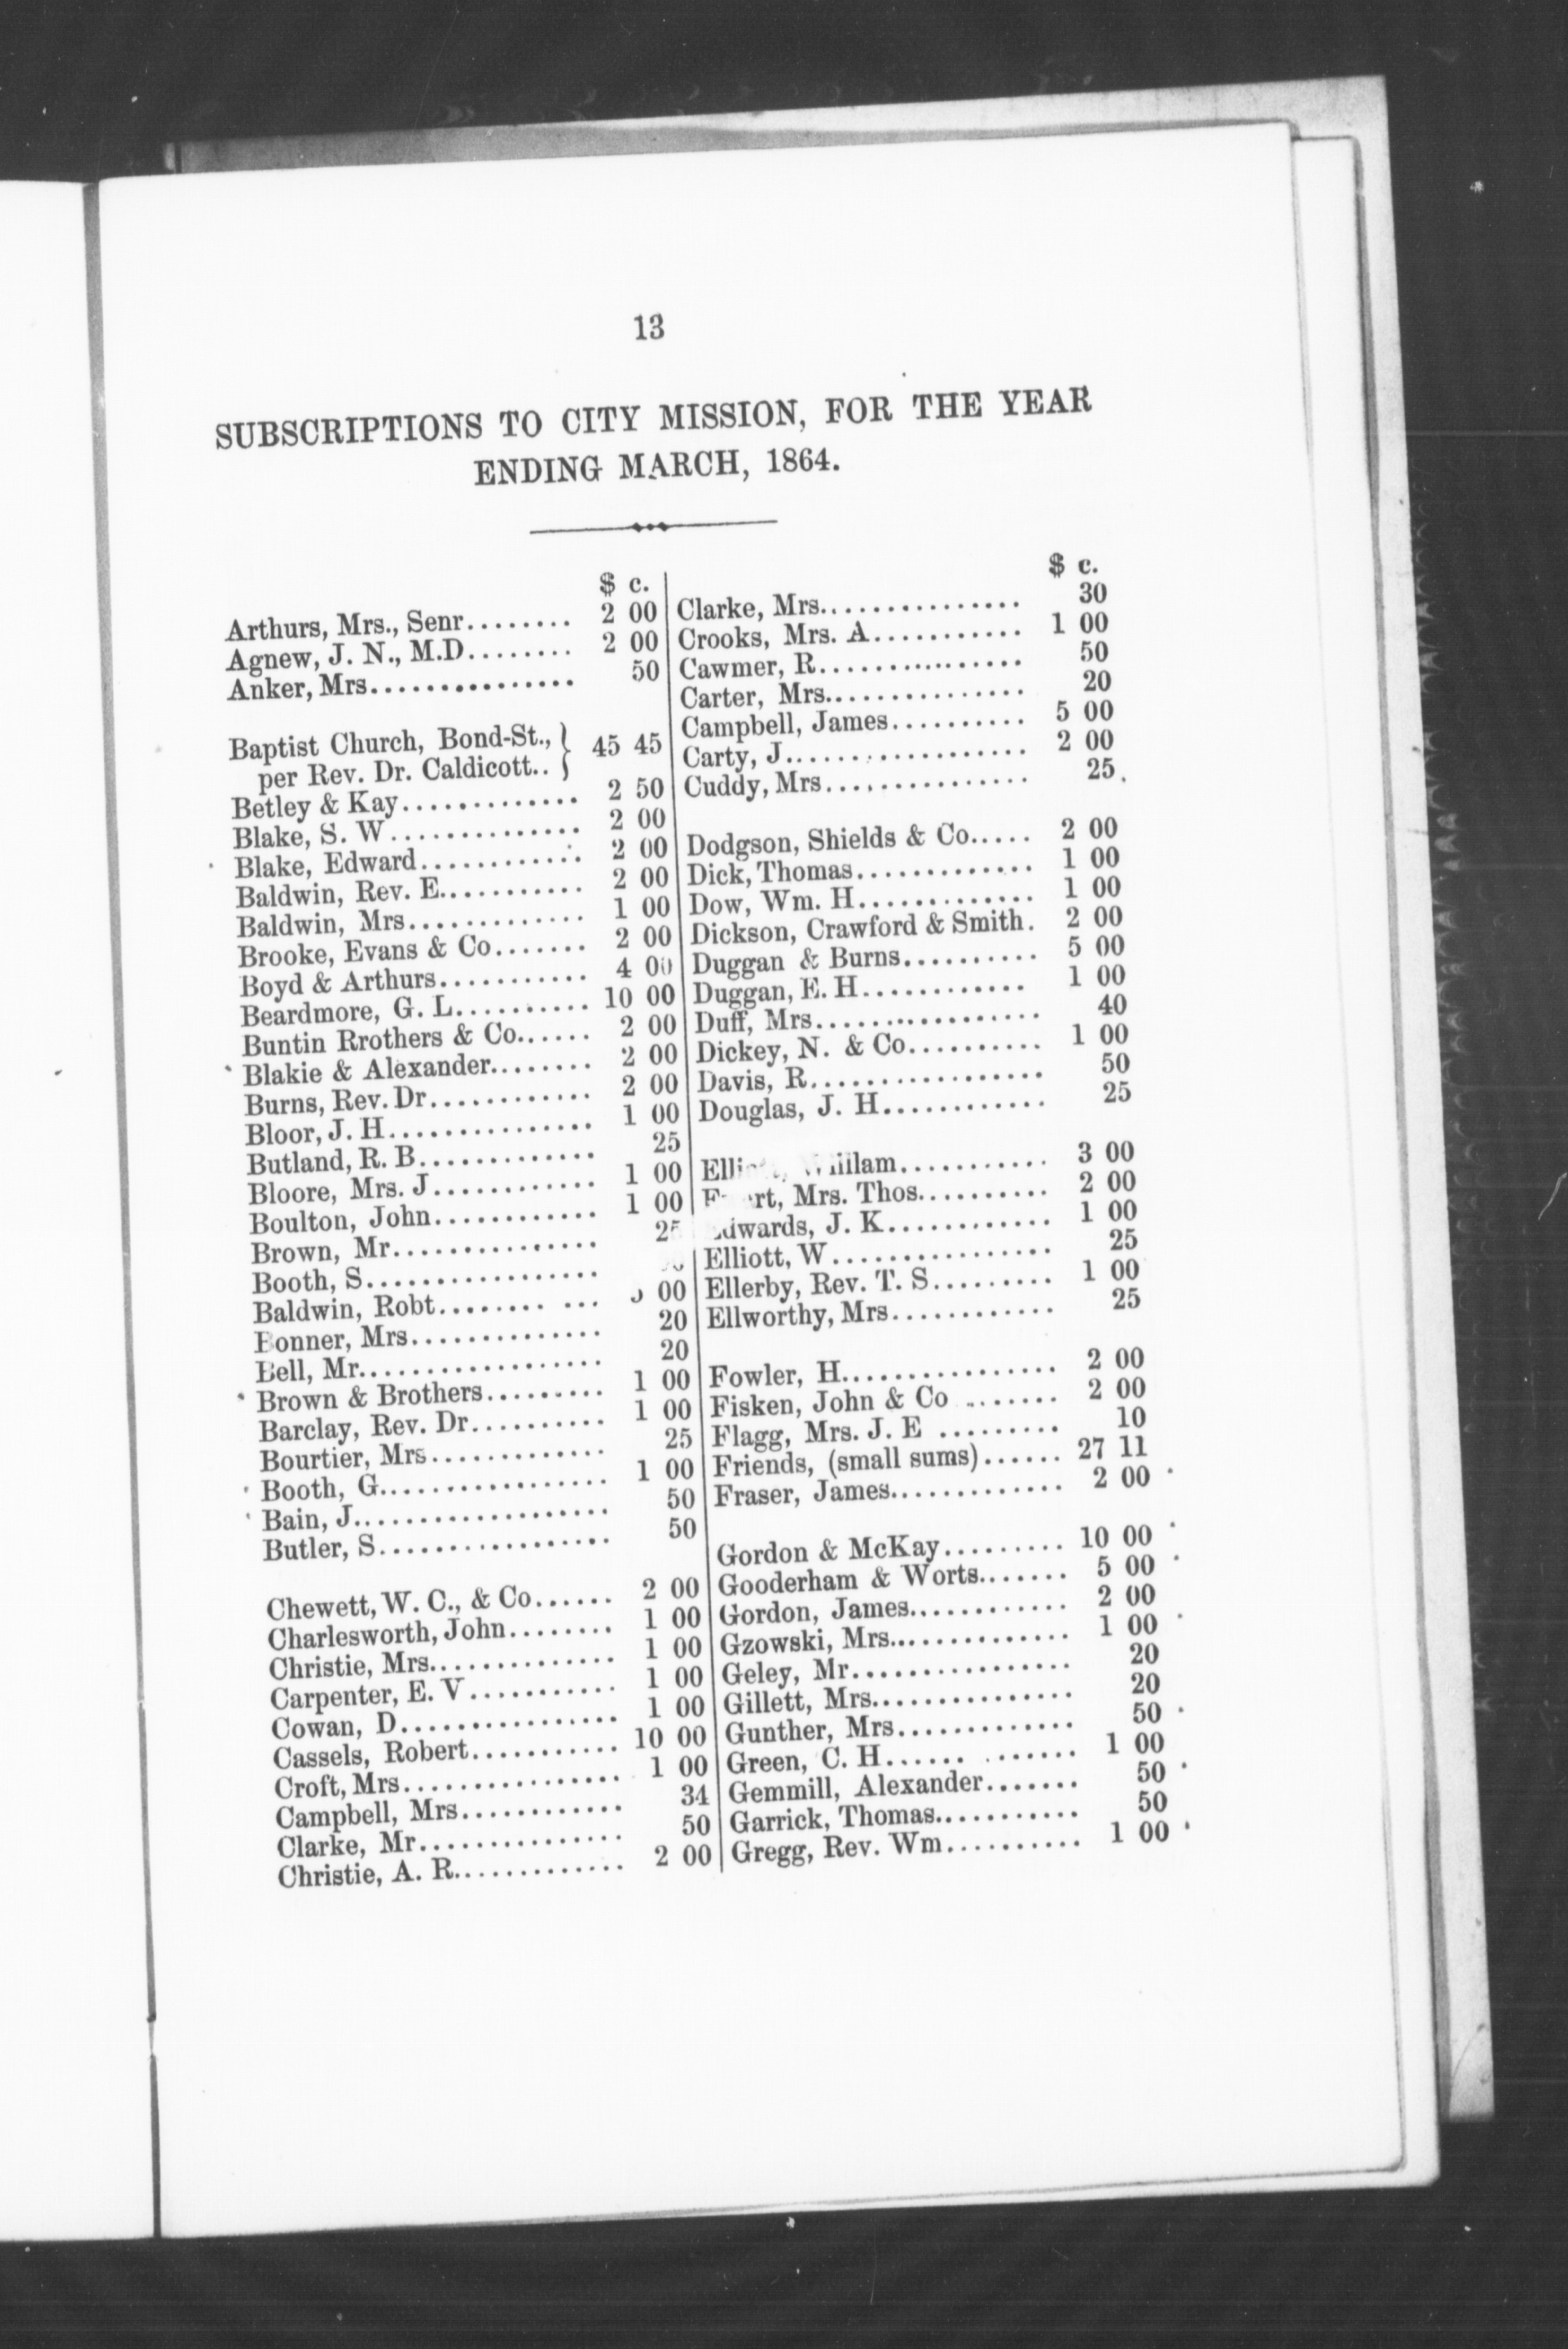 13
SUBSCRIPTIONS TO CITY MISSION, FOR THE YEAR
ENDING MARCH, 1864.
$ c.
Arthurs, Mrs., Senr........ 2 00
Agnew, J. N., M.D........ 2 00
Anker, Mrs............... 50
Baptist Church, Bond-St., } 45 45
per Rev. Dr. Caldicott..
Betley & Kay............. 2 50
Blake, S. W.............. 2 00
Blake, Edward............ 2 00
Baldwin, Rev. E.......... 2 00
Baldwin, Mrs............. 1 00
Brooke, Evans & Co....... 2 00
Boyd & Arthurs........... 4 00
Beardmore, G. L.......... 10 00
Buntin Rrothers & Co...... 2 00
Blakie & Alexander........ 2 00
Burns, Rev. Dr............ 2 00
Bloor, J. H............... 1 00
Butland, R. B............. 25
Bloore, Mrs. J............ 1 00
Boulton, John............ 1 00
Brown, Mr............... 25
Booth, S..................
Baldwin, Robt........ ... 00
Bonner, Mrs.............. 20
Bell, Mr.................. 20
Brown & Brothers......... 1 00
Barclay, Rev. Dr.......... 1 00
Bourtier, Mrs............. 25
Booth, G................. 1 00
Bain, J................... 50
Butler, S................. 50
Chewett, W. C., & Co...... 2 00
Charlesworth, John........ 1 00
Christie, Mrs............. 1 00
Carpenter, E. V........... 1 00
Cowan, D................ 1 00
Cassels, Robert........... 10 00
Croft, Mrs................ 1 00
Campbell, Mrs............ 34
Clarke, Mr............... 50
Christie, A. R............. 2 00
$ c.
Clarke, Mrs............... 30
Crooks, Mrs. A........... 1 00
Cawmer, R............... 50
Carter, Mrs............... 20
Campbell, James.......... 5 00
Carty, J.................. 2 00
Cuddy, Mrs............... 25
Dodgson, Shields & Co..... 2 00
Dick, Thomas............. 1 00
Dow, Wm. H............. 1 00
Dickson, Crawford & Smith. 2 00
Duggan & Burns.......... 5 00
Duggan, E. H............ 1 00
Duff, Mrs................ 40
Dickey, N. & Co.......... 1 00
Davis, R................. 50
Douglas, J. H............ 25
........... 3 00
Mrs. Thos.......... 2 00
J. K............ 1 00
Elliott, W................ 25
Ellerby, Rev. T. S......... 1 00
Ellworthy, Mrs............ 25
Fowler, H................ 2 00
Fisken, John & Co ........ 2 00
Flagg, Mrs. J. E ......... 10
Friends, (small sums)...... 27 11
Fraser, James............. 2 00
Gordon & McKay......... 10 00
Gooderham & Worts....... 5 00
Gordon, James............ 2 00
Gzowski, Mrs.............. 1 00
Geley, Mr................ 20
Gillett, Mrs............... 20
Gunther, Mrs............. 50
Green, C. H...... ....... 1 00
Gemmill, Alexander....... 50
Garrick, Thomas........... 50
Gregg, Rev. Wm.......... 1 00